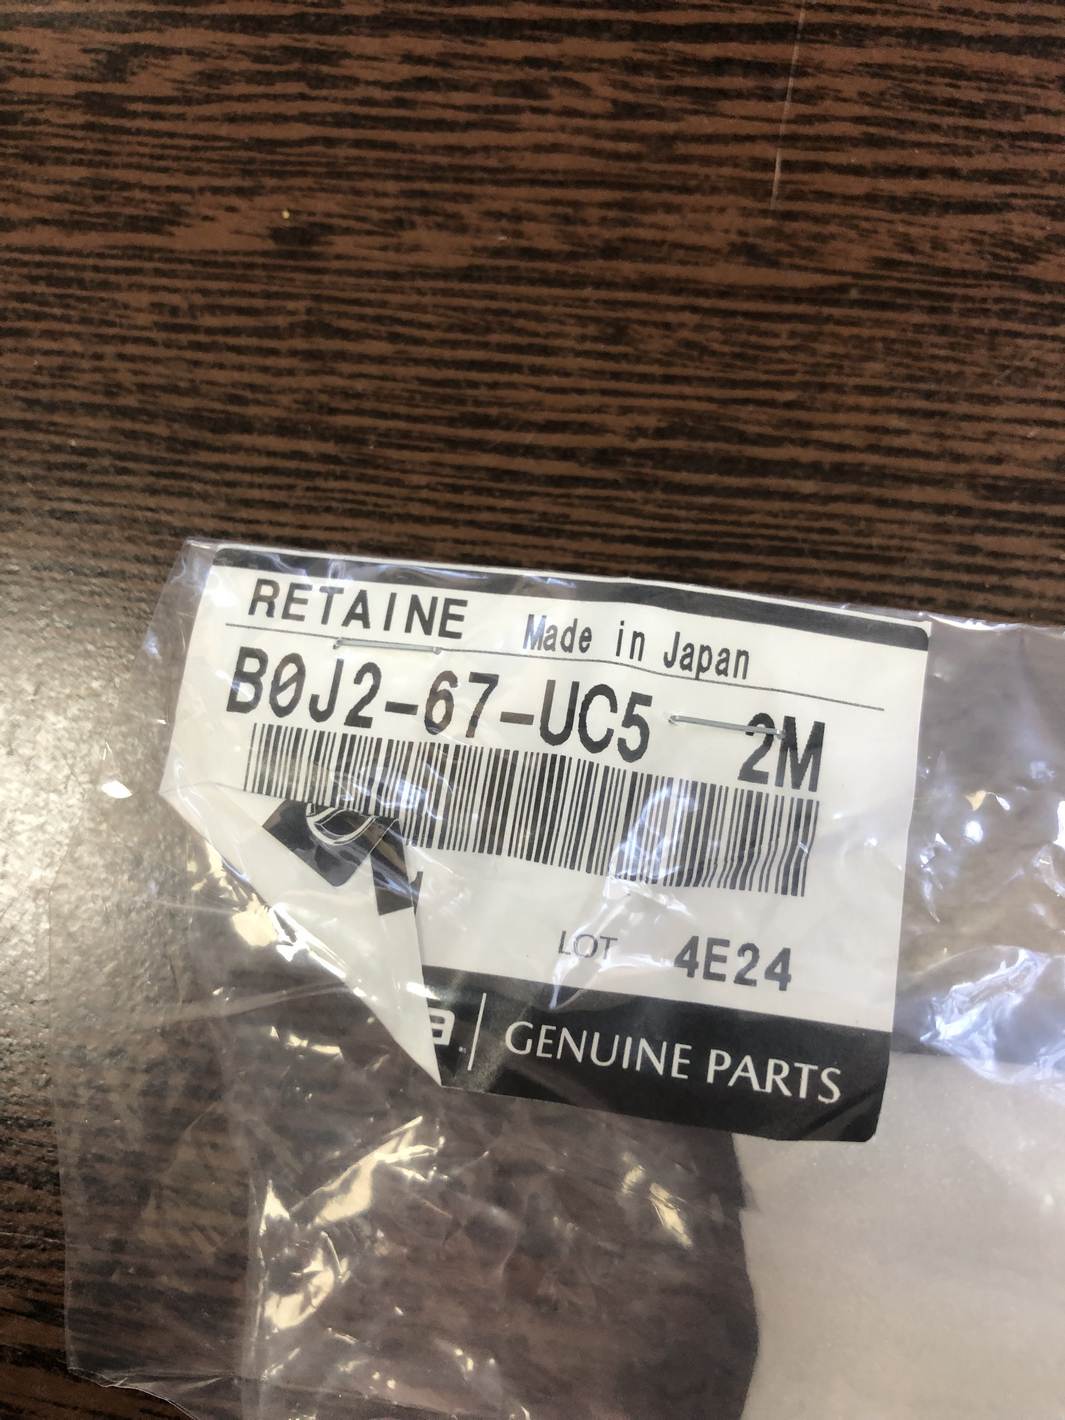 RETAINE Made in Japan
B0J2-67-UC5 2M
LOT 4E24
GENUINE PARTS